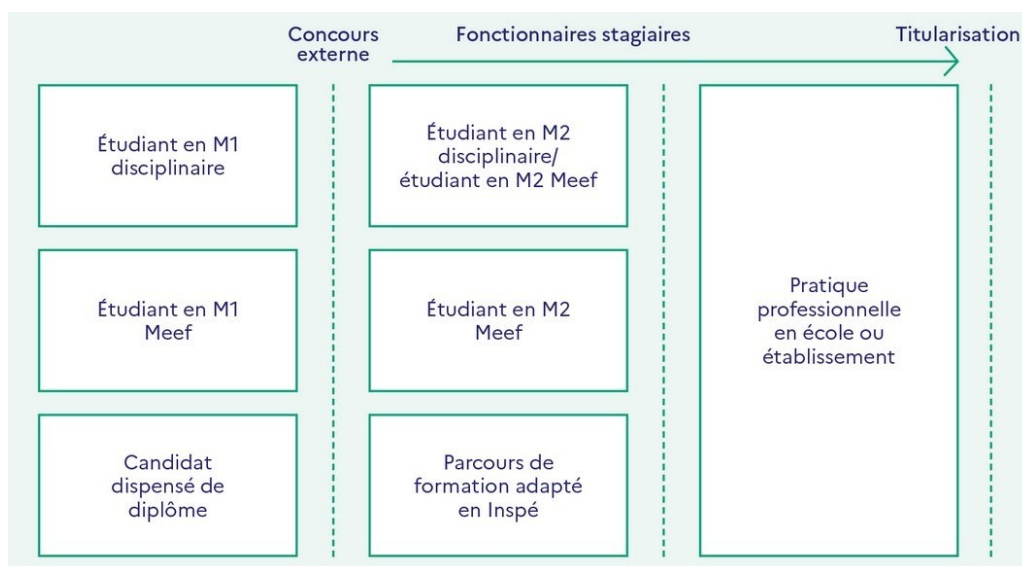 Concours
externe
Fonctionnaires stagiaires
Titularisation
Étudiant en M1
disciplinaire
Étudiant en M2
disciplinaire/
étudiant en M2 Meef
Étudiant en M1
Meef
Étudiant en M2
Meef
Pratique
professionnelle
en école ou
établissement
Candidat
dispensé de
diplôme
Parcours de
formation adapté
en Inspé